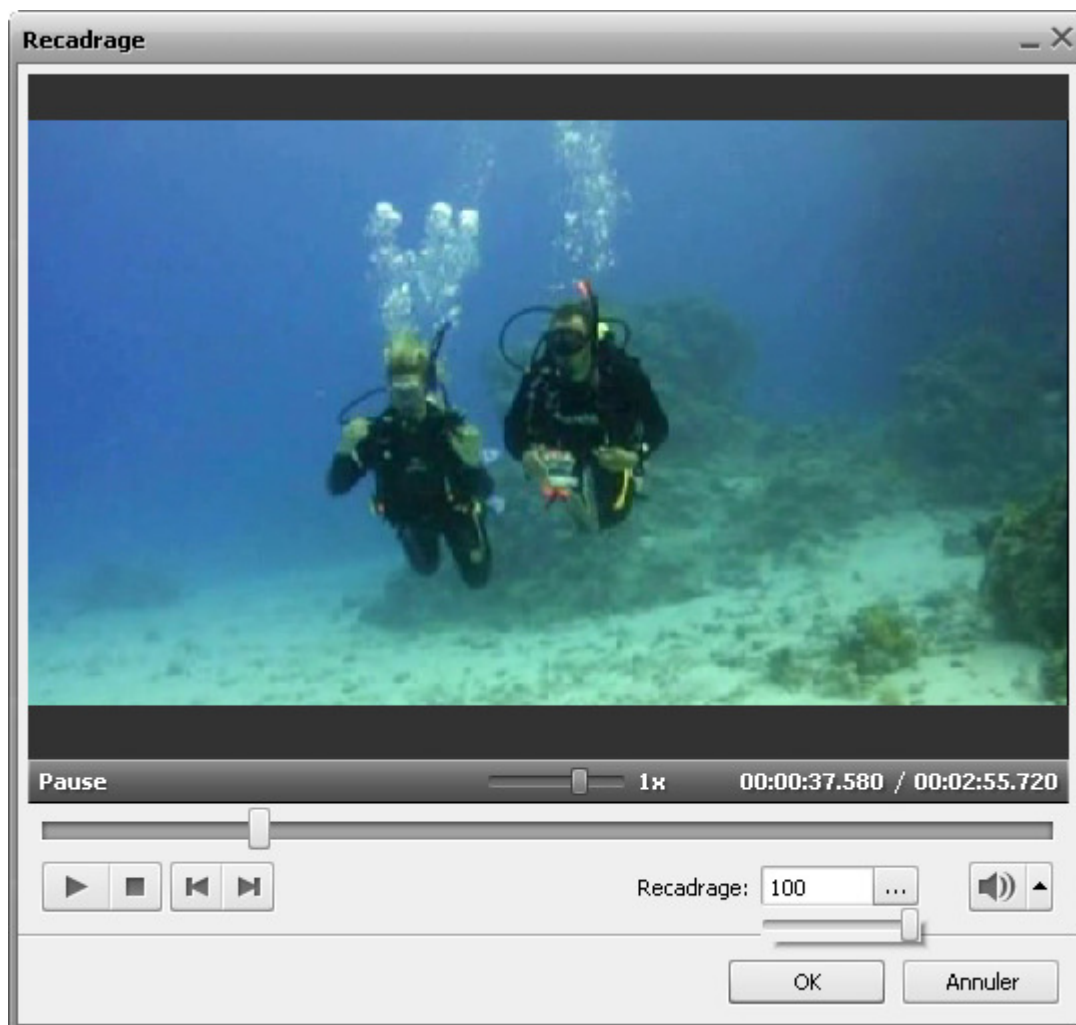 Recadrage
Pause 1x 00:00:37.580 / 00:02:55.720
Recadrage: 100 ...
OK Annuler